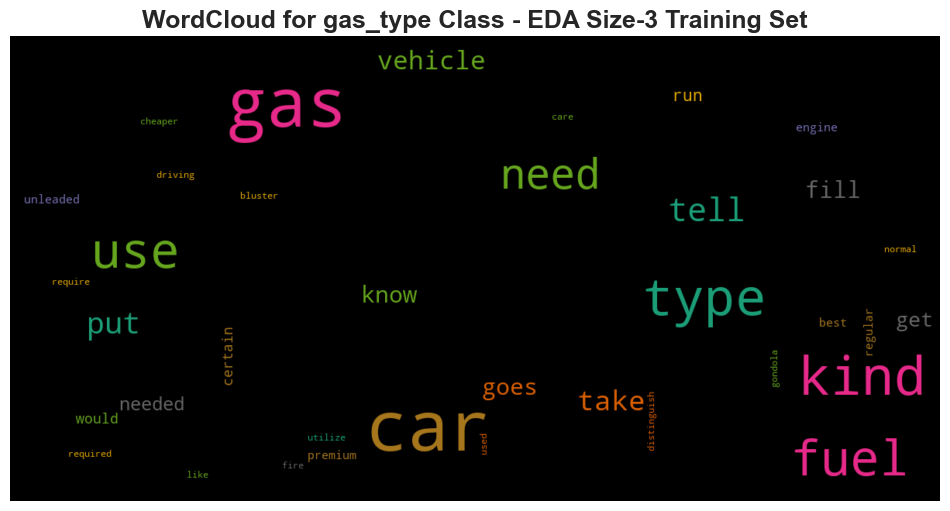 WordCloud for gas_type Class - EDA Size-3 Training Set
vehicle
gas
run
cheaper
care
engine
need
driving
fill
unleaded
bluster
tell
use
normal
require
know
type
put
get
best
regular
certain
gondola
kind
goes
take
needed
would
car
distinguish
used
utilize
required
premium
fuel
fire
like